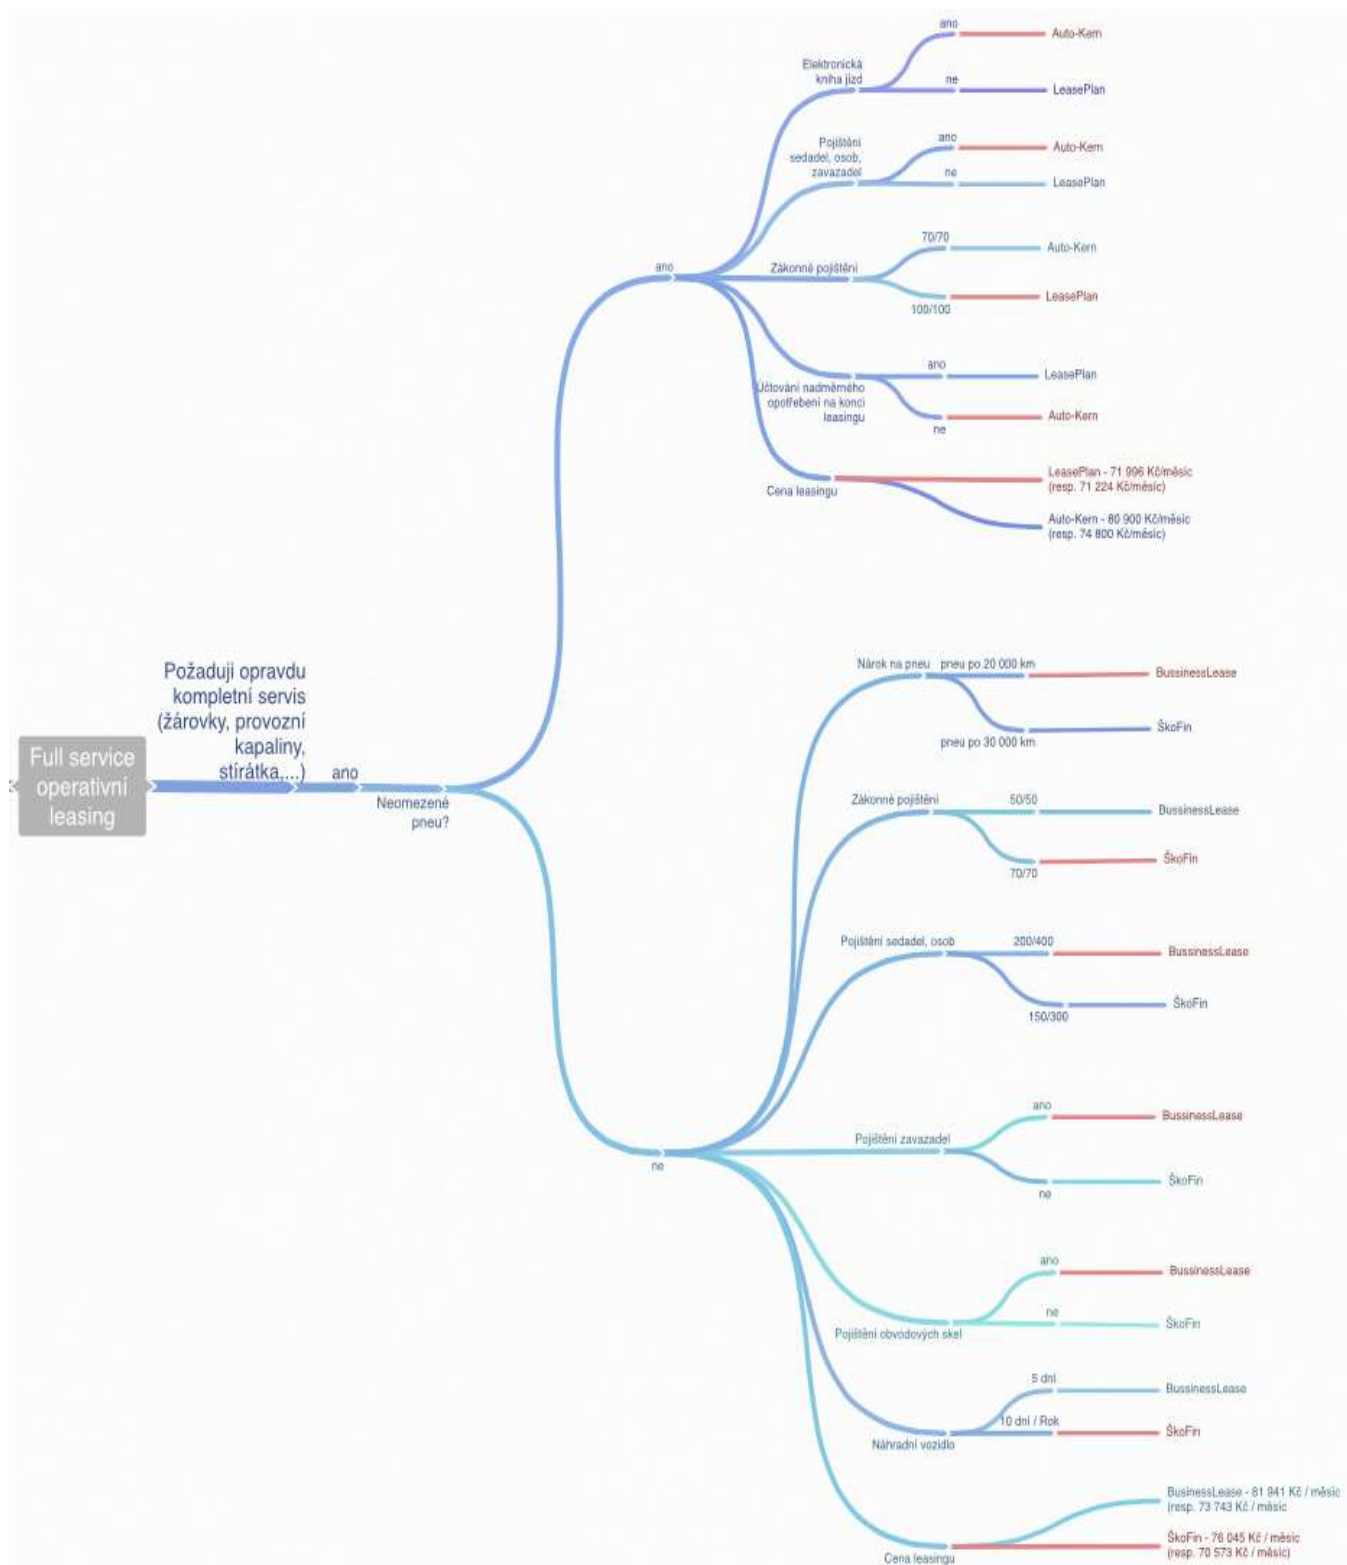 Full service
operativní
leasing
Požaduji opravdu
kompletní servis
(žárovky, provozní
kapaliny,
stírátka,...)
ano
Neomezené
pneu?
ano
Elektronická
kniha jízd
ano
Auto-Kern
ne
LeasePlan
Pojištění
sedadel, osob,
zavazadel
ano
Auto-Kern
ne
LeasePlan
Zákonné pojištění
70/70
Auto-Kern
100/100
LeasePlan
Účtování nadměrného
opotřebení na konci
leasingu
ano
LeasePlan
ne
Auto-Kern
Cena leasingu
LeasePlan - 71 996 Kč/měsíc
(resp. 71 224 Kč/měsíc)
Auto-Kern - 80 900 Kč/měsíc
(resp. 74 800 Kč/měsíc)
ne
Nárok na pneu
pneu po 20 000 km
BussinessLease
pneu po 30 000 km
ŠkoFin
Zákonné pojištění
50/50
BussinessLease
70/70
ŠkoFin
Pojištění sedadel, osob
200/400
BussinessLease
150/300
ŠkoFin
Pojištění zavazadel
ano
BussinessLease
ne
ŠkoFin
Pojištění obvodových skel
ano
BussinessLease
ne
ŠkoFin
Náhradní vozidlo
5 dní
BussinessLease
10 dní / Rok
ŠkoFin
Cena leasingu
BusinessLease - 81 941 Kč / měsíc
(resp. 73 743 Kč / měsíc
ŠkoFin - 76 045 Kč / měsíc
(resp. 70 573 Kč / měsíc)